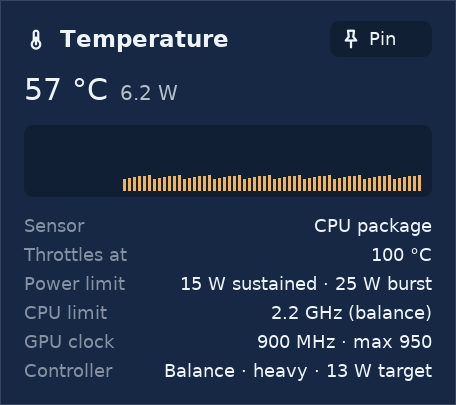 Temperature
Pin
57 °C 6.2 W
Sensor CPU package
Throttles at 100 °C
Power limit 15 W sustained · 25 W burst
CPU limit 2.2 GHz (balance)
GPU clock 900 MHz · max 950
Controller Balance · heavy · 13 W target